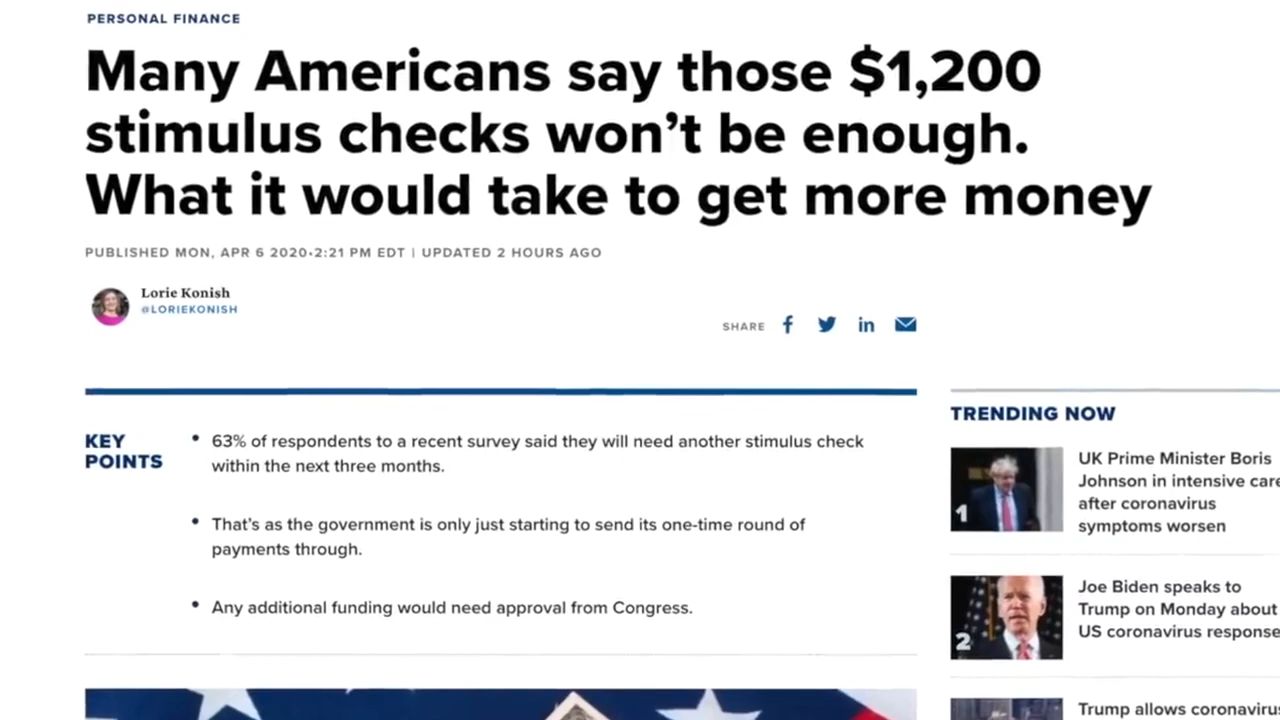 PERSONAL FINANCE
Many Americans say those $1,200
stimulus checks won't be enough.
What it would take to get more money
PUBLISHED MON, APR 6 2020•2:21 PM EDT | UPDATED 2 HOURS AGO
Lorie Konish
@LORIEKONISH
SHARE
KEY
POINTS
• 63% of respondents to a recent survey said they will need another stimulus check
within the next three months.
• That's as the government is only just starting to send its one-time round of
payments through.
• Any additional funding would need approval from Congress.
TRENDING NOW
1
UK Prime Minister Boris
Johnson in intensive care
after coronavirus
symptoms worsen
2
Joe Biden speaks to
Trump on Monday about
US coronavirus response
Trump allows coronavirus